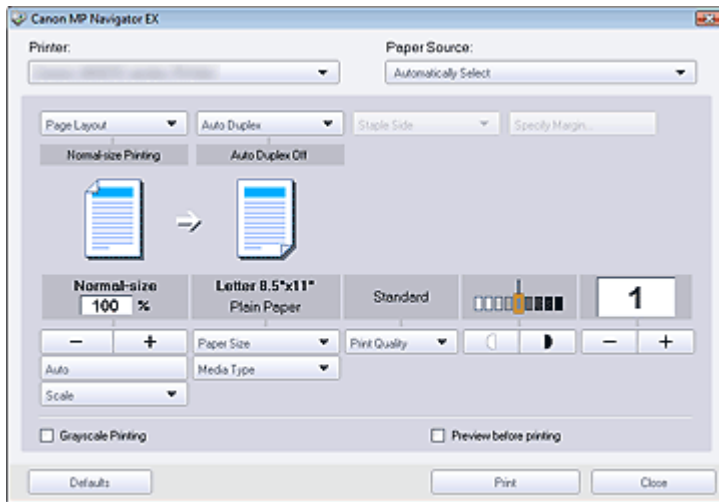 Canon MP Navigator EX
Printer: Paper Source:
Automatically Select
Page Layout Auto Duplex Staple Side Specify Margin...
Normal-size Printing Auto Duplex Off
Normal-size Letter 8.5"x11" Standard 1
100 % Plain Paper
− + Paper Size Print Quality − +
Auto Media Type
Scale
Grayscale Printing Preview before printing
Defaults Print Close